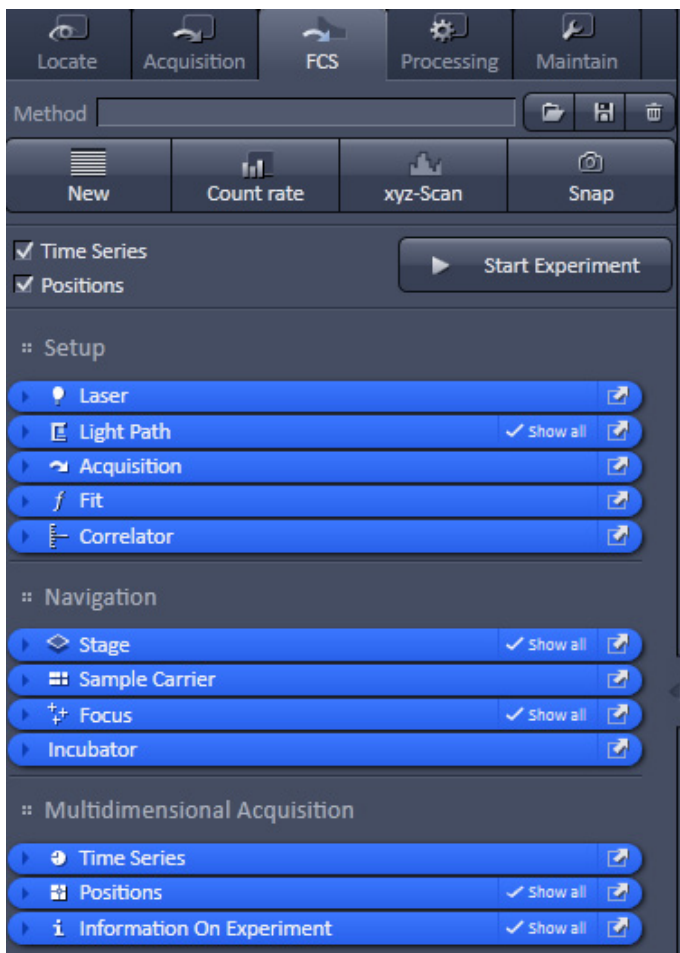 Locate Acquisition FCS Processing Maintain
Method
New Count rate xyz-Scan Snap
Time Series
Start Experiment
Positions
Setup
Laser
Light Path Show all
Acquisition
f Fit
Correlator
Navigation
Stage Show all
Sample Carrier
Focus Show all
Incubator
Multidimensional Acquisition
Time Series
Positions Show all
i Information On Experiment Show all